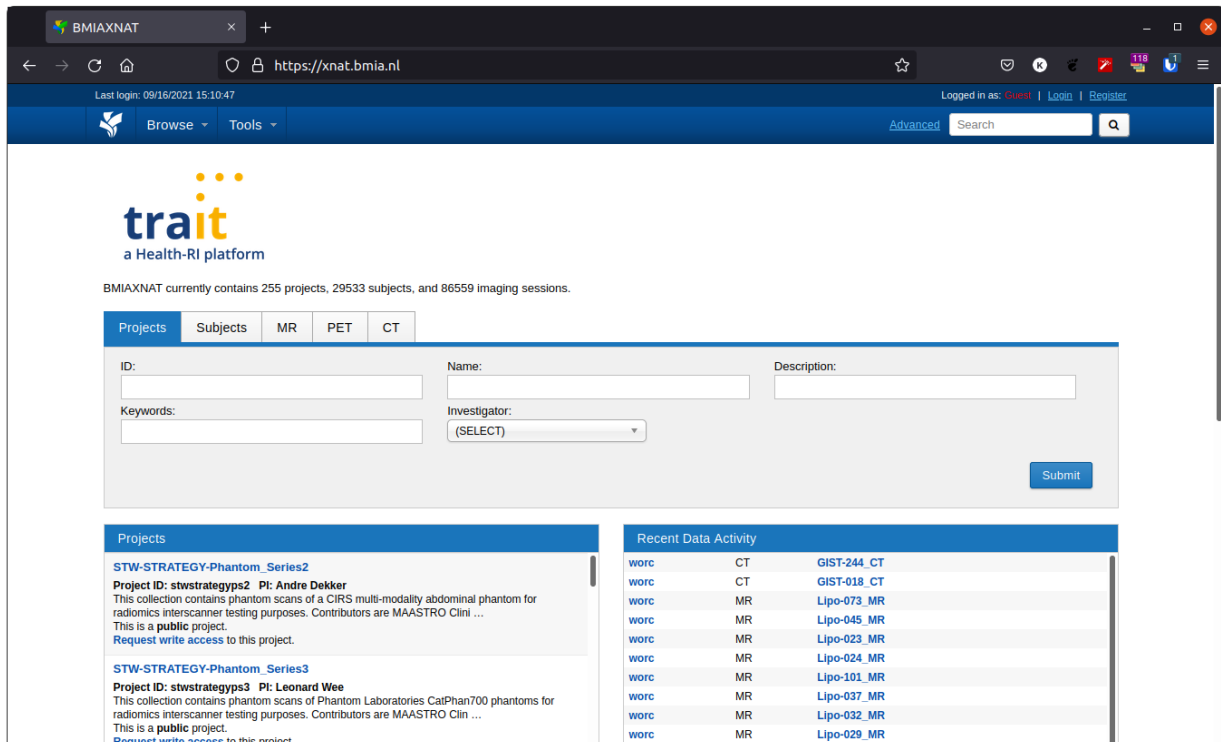 BMIAXNAT
https://xnat.bmia.nl
118
1
Last login: 09/16/2021 15:10:47
Logged in as: Guest | Login | Register
Browse
Tools
Advanced
Search
trait
a Health-RI platform
BMIAXNAT currently contains 255 projects, 29533 subjects, and 86559 imaging sessions.
Projects
Subjects
MR
PET
CT
ID:
Name:
Description:
Keywords:
Investigator:
(SELECT)
Submit
Projects
STW-STRATEGY-Phantom_Series2
Project ID: stwstrategyps2 PI: Andre Dekker
This collection contains phantom scans of a CIRS multi-modality abdominal phantom for
radiomics interscanner testing purposes. Contributors are MAASTRO Clini …
This is a public project.
Request write access to this project.
STW-STRATEGY-Phantom_Series3
Project ID: stwstrategyps3 PI: Leonard Wee
This collection contains phantom scans of Phantom Laboratories CatPhan700 phantoms for
radiomics interscanner testing purposes. Contributors are MAASTRO Clin …
This is a public project.
Request write access to this project.
Recent Data Activity
worc CT GIST-244_CT
worc CT GIST-018_CT
worc MR Lipo-073_MR
worc MR Lipo-045_MR
worc MR Lipo-023_MR
worc MR Lipo-024_MR
worc MR Lipo-101_MR
worc MR Lipo-037_MR
worc MR Lipo-032_MR
worc MR Lipo-029_MR